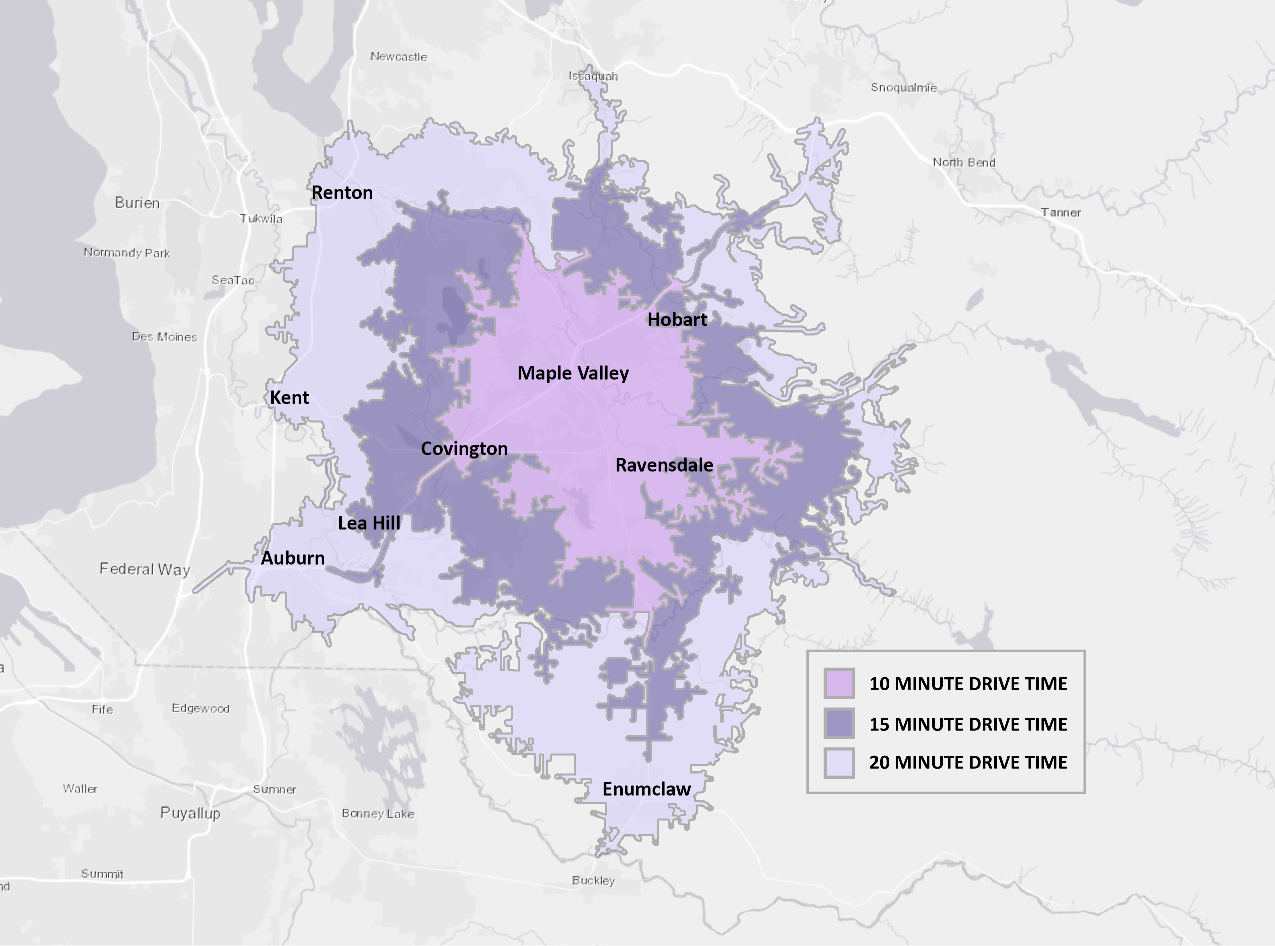 Newcastle
Issaquah
Snoqualmie
North Bend
Renton
Burien
Tukwila
Tanner
Normandy Park
SeaTac
Hobart
Des Moines
Maple Valley
Kent
Covington
Ravensdale
Lea Hill
Auburn
Federal Way
a
10 MINUTE DRIVE TIME
Fife
Edgewood
15 MINUTE DRIVE TIME
20 MINUTE DRIVE TIME
Waller
Sumner
Enumclaw
Puyallup
Bonney Lake
Summit
Buckley
nd